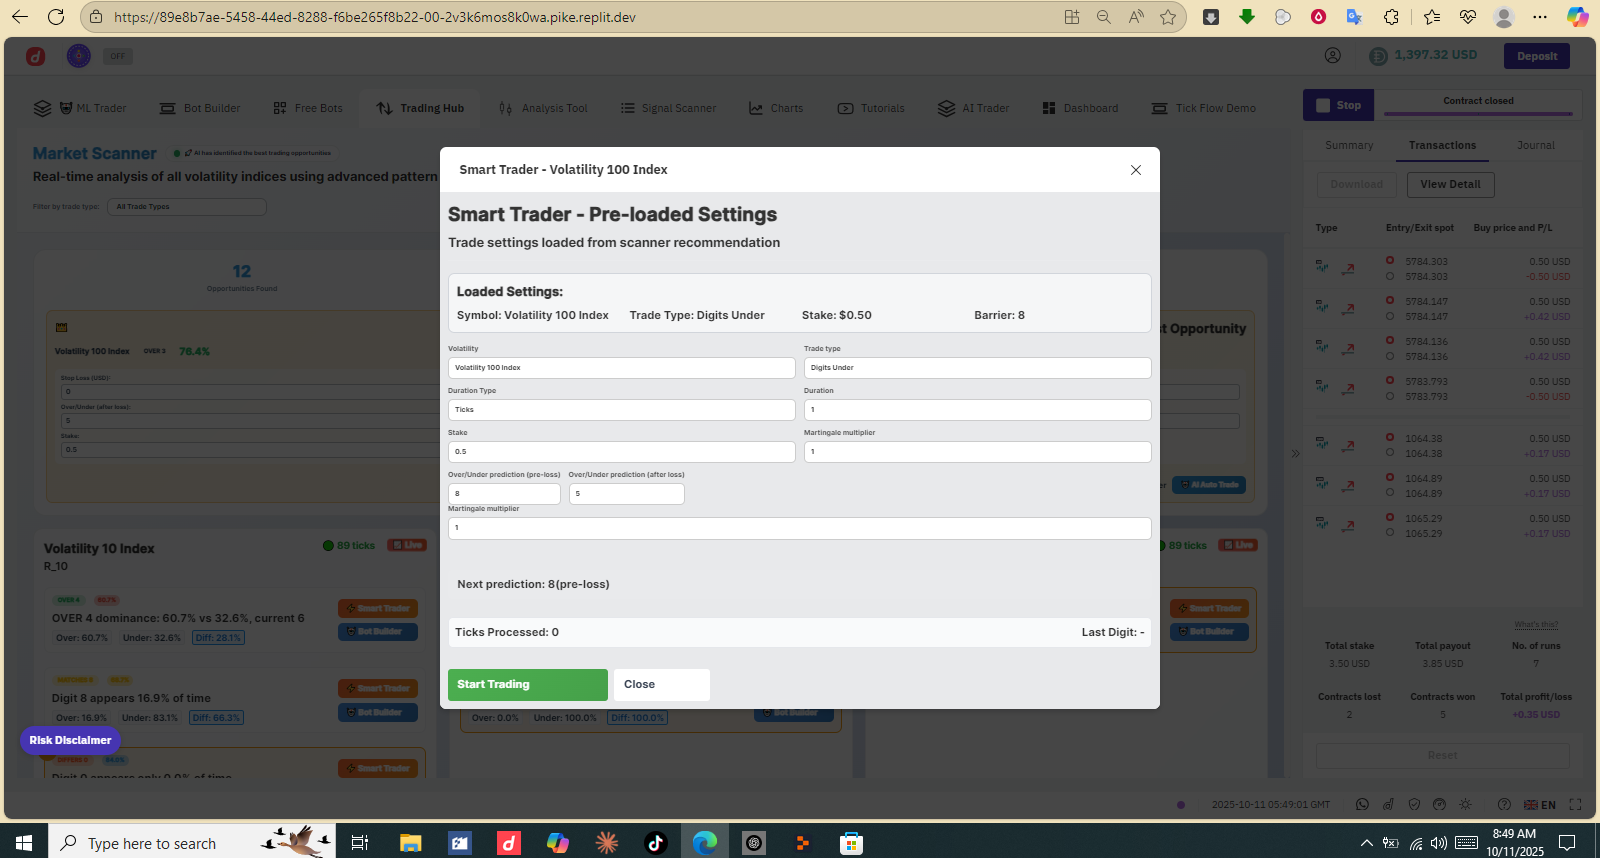 https://89e8b7ae-5458-44ed-8288-f6be265f8b22-00-2v3k6mos8k0wa.pike.replit.dev
OFF
1,397.32 USD
Deposit
ML Trader
Bot Builder
Free Bots
Trading Hub
Analysis Tool
Signal Scanner
Charts
Tutorials
AI Trader
Dashboard
Tick Flow Demo
Stop
Contract closed
Market Scanner
AI has identified the best trading opportunities
Real-time analysis of all volatility indices using advanced pattern
Filter by trade type:
All Trade Types
12
Opportunities Found
Volatility 100 Index
OVER 5
76.4%
Stop Loss (USD):
0
Over/Under (after loss):
5
Stake:
0.5
t Opportunity
AI Auto Trade
Smart Trader - Volatility 100 Index
Smart Trader - Pre-loaded Settings
Trade settings loaded from scanner recommendation
Loaded Settings:
Symbol: Volatility 100 Index
Trade Type: Digits Under
Stake: $0.50
Barrier: 8
Volatility
Volatility 100 Index
Trade type
Digits Under
Duration Type
Ticks
Duration
1
Stake
0.5
Martingale multiplier
1
Over/Under prediction (pre-loss)
8
Over/Under prediction (after loss)
5
Martingale multiplier
1
Next prediction: 8(pre-loss)
Ticks Processed: 0
Last Digit: -
Start Trading
Close
Volatility 10 Index
R_10
89 ticks
Live
OVER 4
60.7%
OVER 4 dominance: 60.7% vs 32.6%, current 6
Over: 60.7%
Under: 32.6%
Diff: 28.1%
Smart Trader
Bot Builder
Digit 8 appears 16.9% of time
Over: 16.9%
Under: 83.1%
Diff: 66.3%
Smart Trader
Bot Builder
Risk Disclaimer
Digit 0 appears only 0.0% of time
Smart Trader
Over: 0.0%
Under: 100.0%
Diff: 100.0%
Bot Builder
89 ticks
Live
Smart Trader
Bot Builder
Summary
Transactions
Journal
Download
View Detail
Type
Entry/Exit spot
Buy price and P/L
5784.303
0.50 USD
5784.303
-0.50 USD
5784.147
0.50 USD
5784.147
+0.42 USD
5784.136
0.50 USD
5784.136
+0.42 USD
5783.793
0.50 USD
5783.793
-0.50 USD
1064.38
0.50 USD
1064.38
+0.17 USD
1064.89
0.50 USD
1064.89
+0.17 USD
1065.29
0.50 USD
1065.29
+0.17 USD
What's this?
Total stake
Total payout
No. of runs
3.50 USD
3.85 USD
7
Contracts lost
Contracts won
Total profit/loss
2
5
+0.35 USD
Reset
2025-10-11 05:49:01 GMT
EN
Type here to search
8:49 AM
10/11/2025